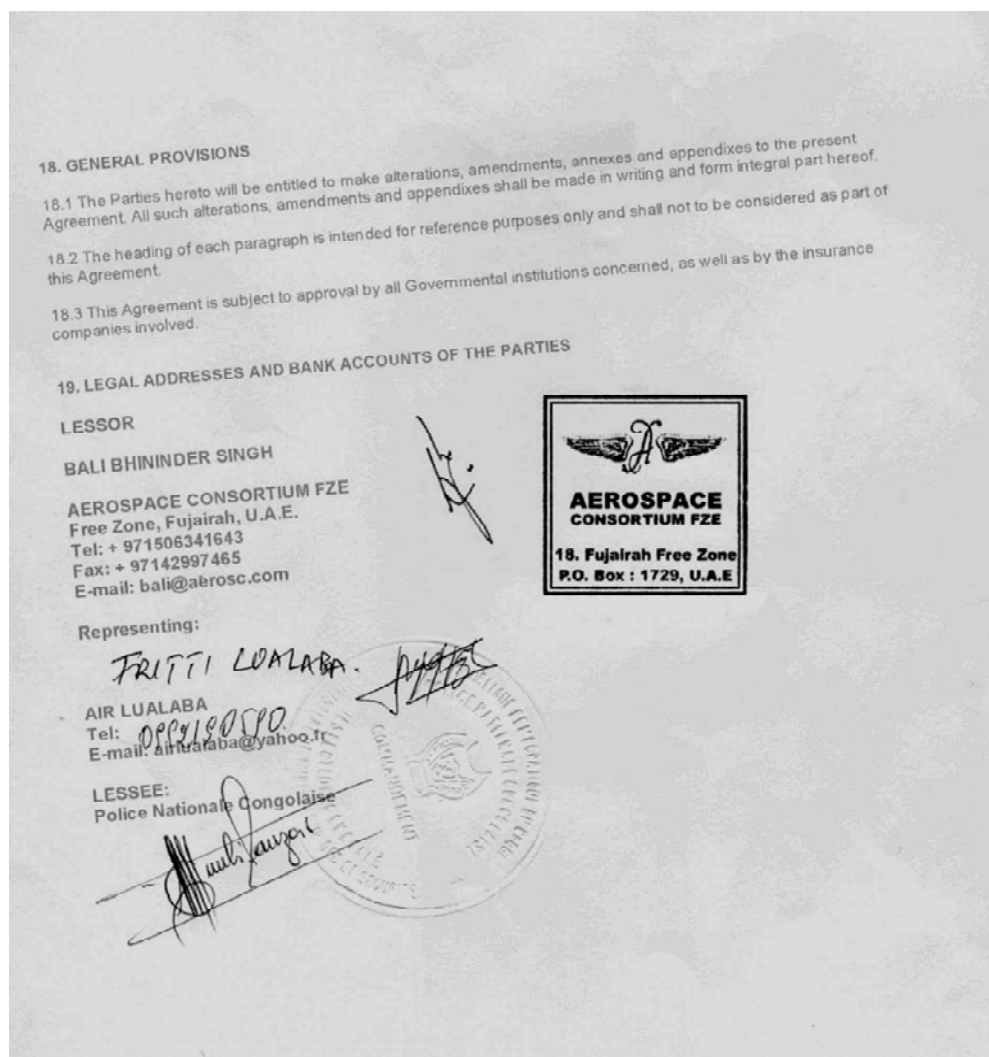 18. GENERAL PROVISIONS
18.1 The Parties hereto will be entitled to make alterations, amendments, annexes and appendixes to the present
Agreement. All such alterations, amendments and appendixes shall be made in writing and form integral part hereof.
18.2 The heading of each paragraph is intended for reference purposes only and shall not to be considered as part of
this Agreement.
18.3 This Agreement is subject to approval by all Governmental institutions concerned, as well as by the insurance
companies involved.
19. LEGAL ADDRESSES AND BANK ACCOUNTS OF THE PARTIES
LESSOR
BALI BHININDER SINGH
AEROSPACE CONSORTIUM FZE
Free Zone, Fujairah, U.A.E.
Tel: + 971506341643
Fax: + 97142997465
E-mail: bali@aerosc.com
AEROSPACE
CONSORTIUM FZE
18. Fujairah Free Zone
P.O. Box : 1729, U.A.E
Representing:
FRITTI LUALABA.
AIR LUALABA
Tel:
E-mail: airlualaba@yahoo.fr
LESSEE:
Police Nationale Congolaise